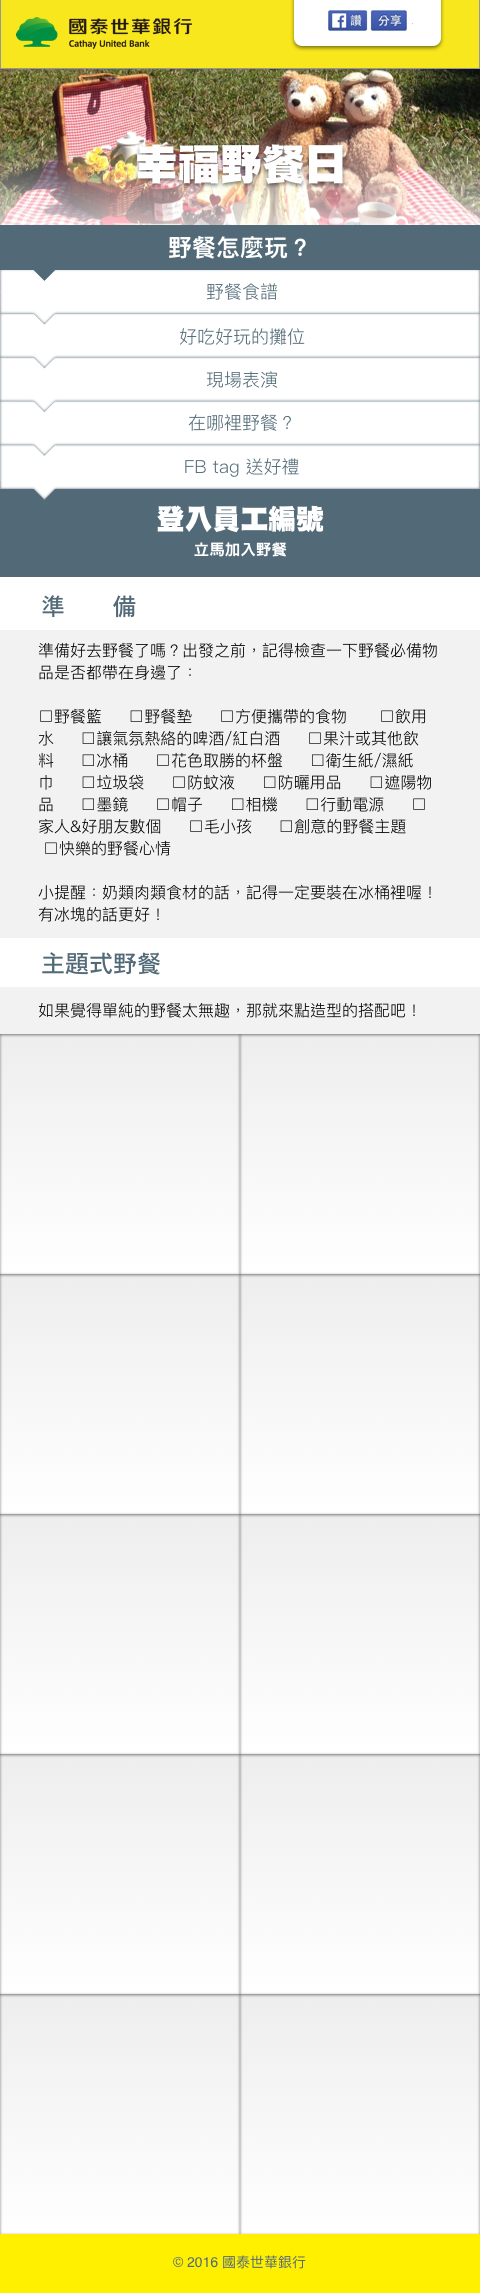 國泰世華銀行
Cathay United Bank
讚 分享
幸福野餐日
野餐怎麼玩？
野餐食譜
好吃好玩的攤位
現場表演
在哪裡野餐？
FB tag 送好禮
登入員工編號
立馬加入野餐
準 備
準備好去野餐了嗎？出發之前，記得檢查一下野餐必備物
品是否都帶在身邊了：
□野餐籃 □野餐墊 □方便攜帶的食物 □飲用
水 □讓氣氛熱絡的啤酒/紅白酒 □果汁或其他飲
料 □冰桶 □花色取勝的杯盤 □衛生紙/濕紙
巾 □垃圾袋 □防蚊液 □防曬用品 □遮陽物
品 □墨鏡 □帽子 □相機 □行動電源 □
家人&好朋友數個 □毛小孩 □創意的野餐主題
□快樂的野餐心情
小提醒：奶類肉類食材的話，記得一定要裝在冰桶裡喔！
有冰塊的話更好！
主題式野餐
如果覺得單純的野餐太無趣，那就來點造型的搭配吧！
© 2016 國泰世華銀行